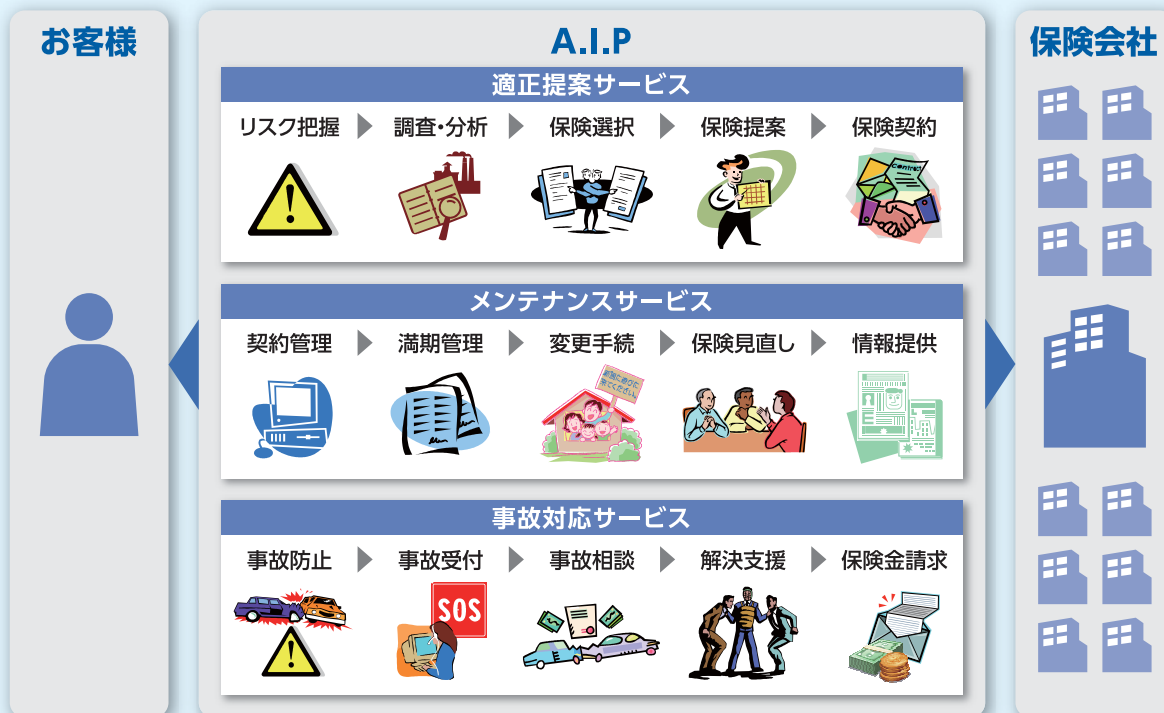 お客様
A.I.P
保険会社
適正提案サービス
リスク把握
調査・分析
保険選択
保険提案
保険契約
Contract
メンテナンスサービス
契約管理
満期管理
変更手続
保険見直し
情報提供
事故対応サービス
事故防止
事故受付
事故相談
解決支援
保険金請求
SOS